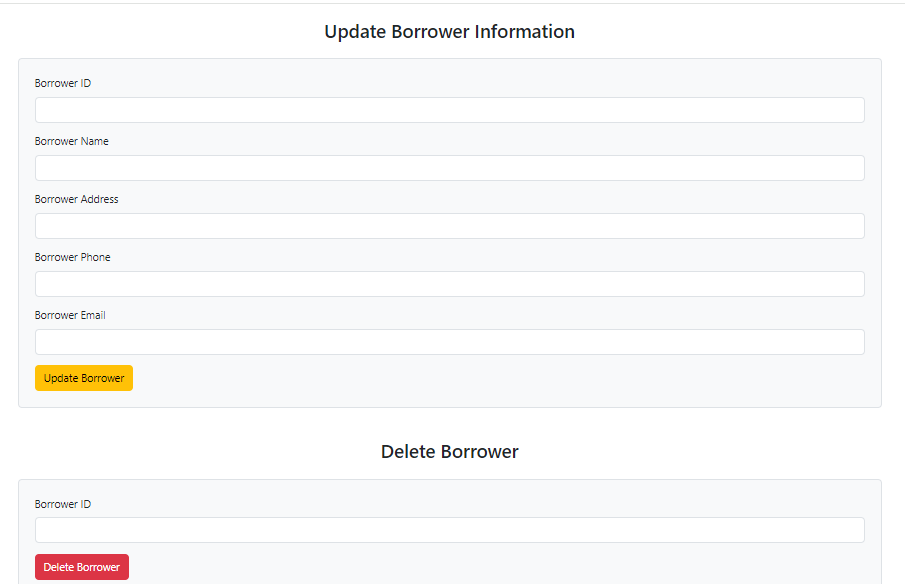 Update Borrower Information
Borrower ID
Borrower Name
Borrower Address
Borrower Phone
Borrower Email
Update Borrower
Delete Borrower
Borrower ID
Delete Borrower